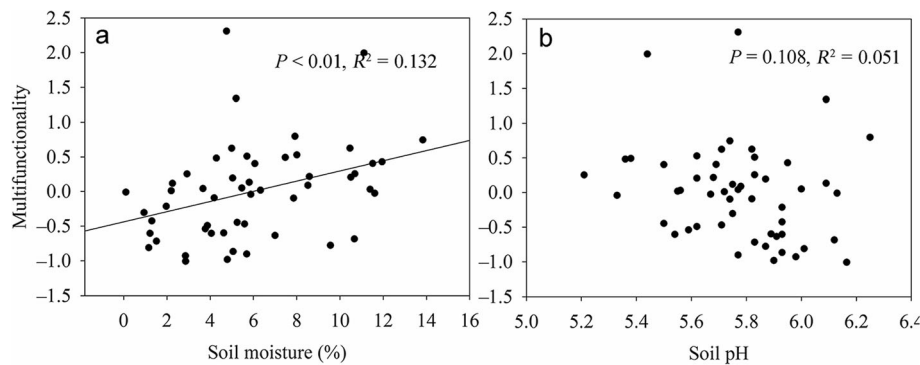 a
P < 0.01, R² = 0.132
Multifunctionality
2.5
2.0
1.5
1.0
0.5
0.0
–0.5
–1.0
–1.5
0 2 4 6 8 10 12 14 16
Soil moisture (%)
b
P = 0.108, R² = 0.051
2.5
2.0
1.5
1.0
0.5
0.0
–0.5
–1.0
–1.5
5.0 5.2 5.4 5.6 5.8 6.0 6.2 6.4
Soil pH